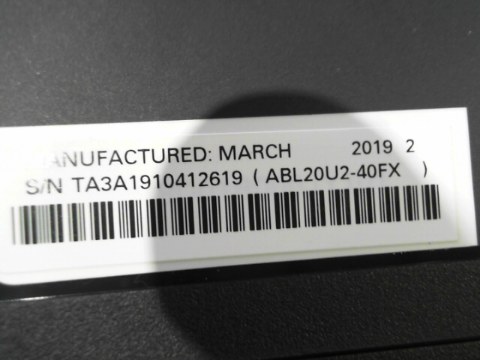 ANUFACTURED: MARCH 2019 2
S/N TA3A1910412619 ( ABL20U2-40FX )